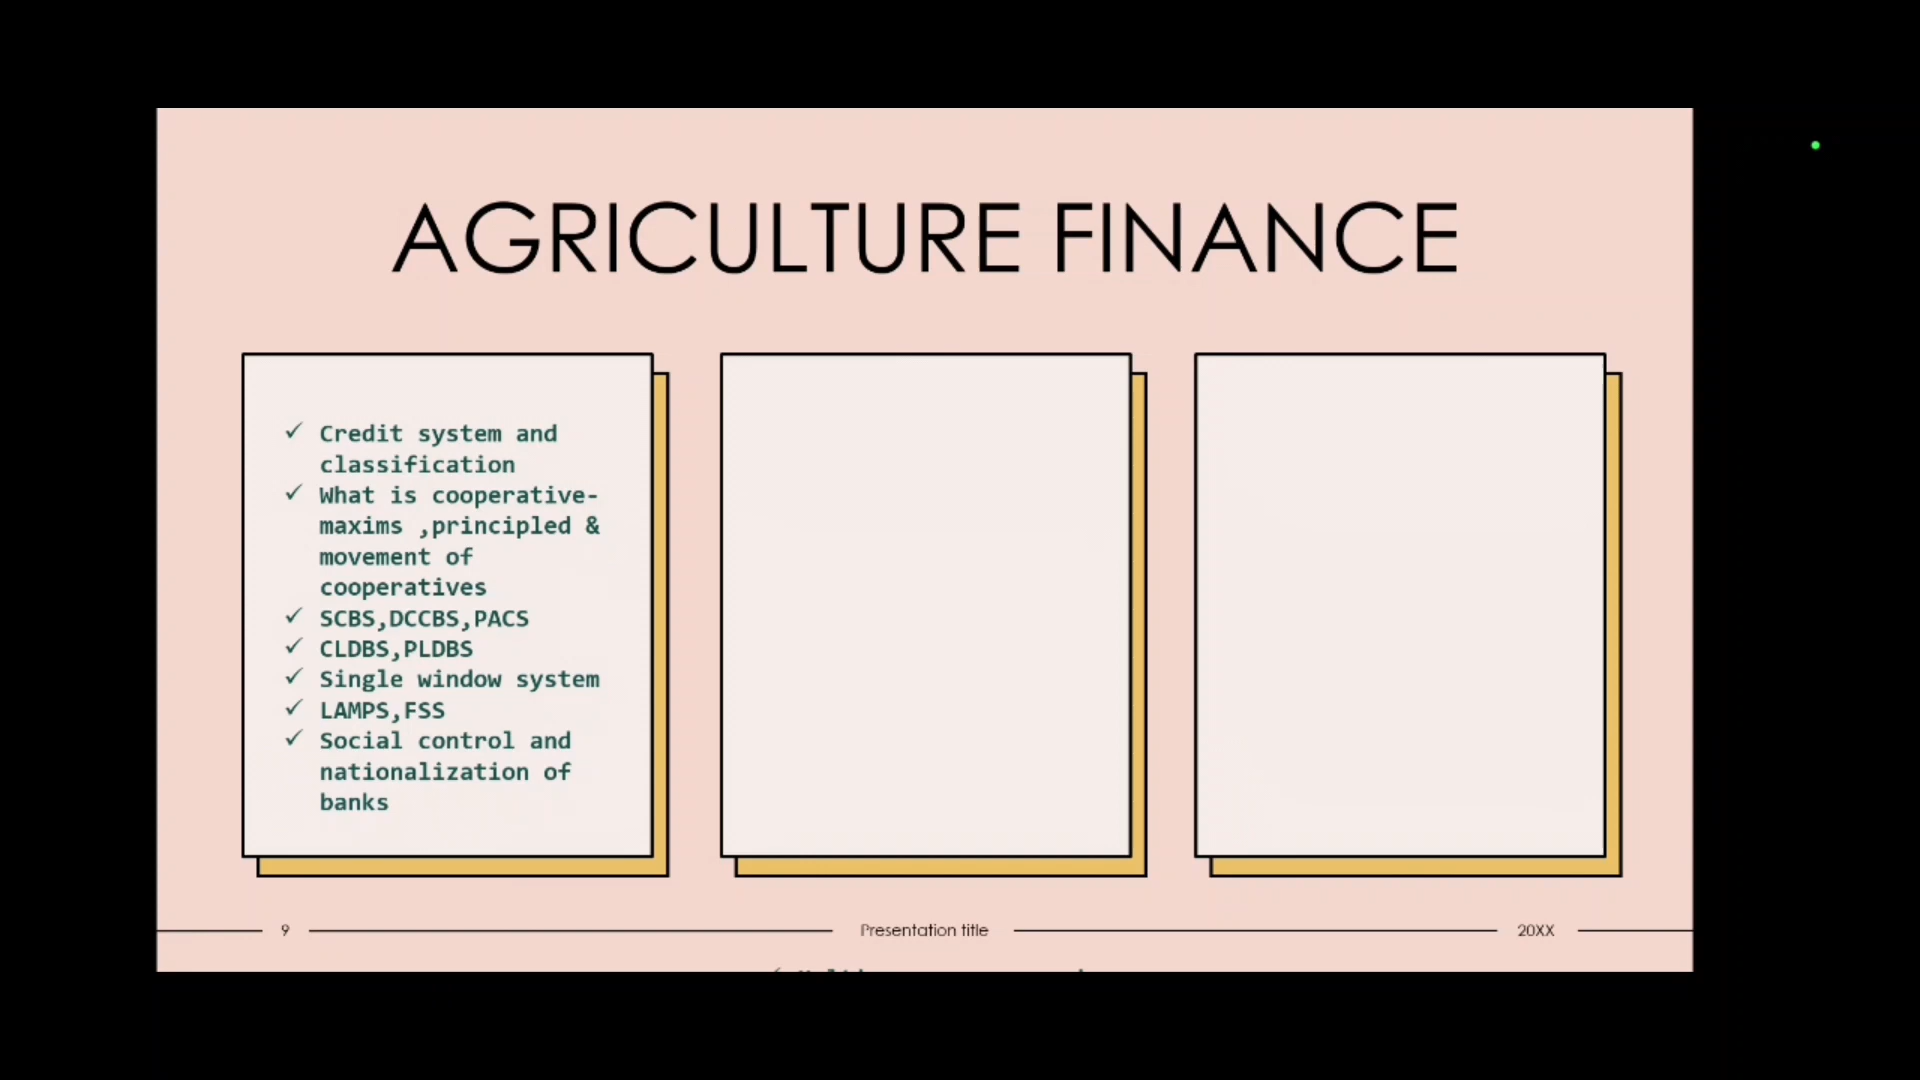 AGRICULTURE FINANCE
✓ Credit system and
classification
✓ What is cooperative-
maxims ,principled &
movement of
cooperatives
✓ SCBS,DCCBS,PACS
✓ CLDBS,PLDBS
✓ Single window system
✓ LAMPS,FSS
✓ Social control and
nationalization of
banks
9
Presentation title
20XX